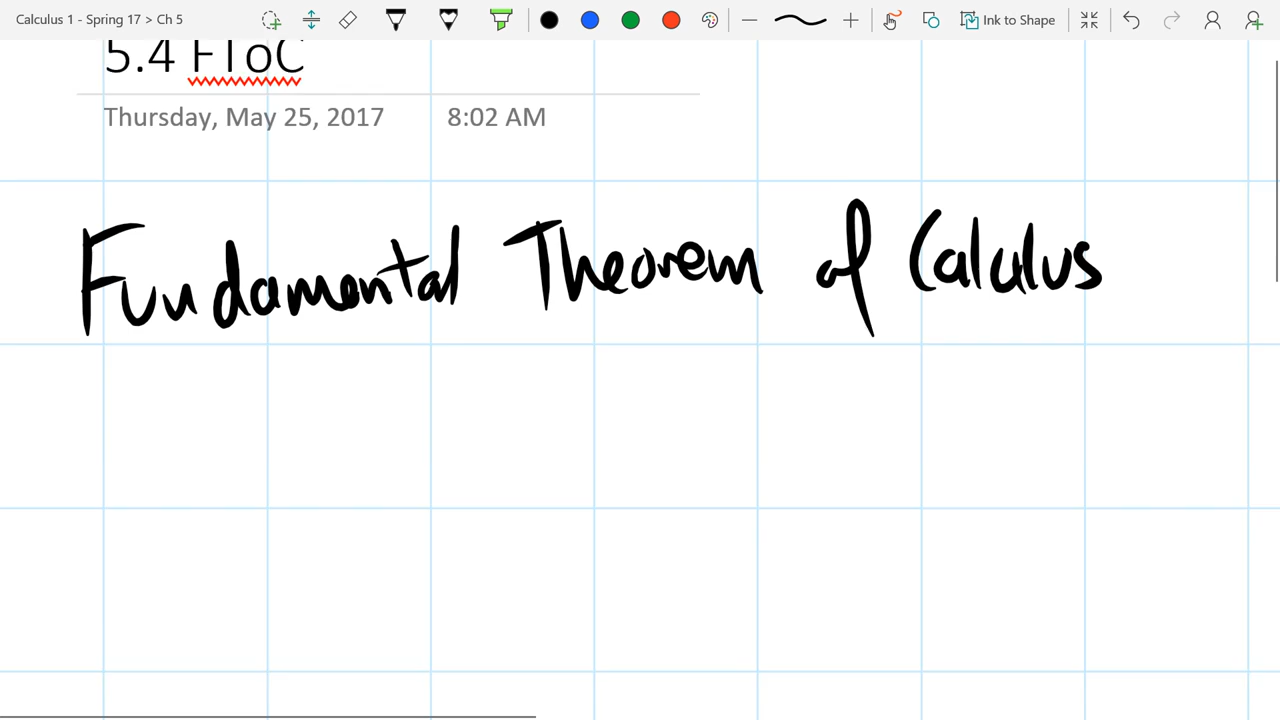 Calculus 1 - Spring 17 > Ch 5
Ink to Shape
5.4 FToC
Thursday, May 25, 2017 8:02 AM
Fundamental Theorem of Calculus